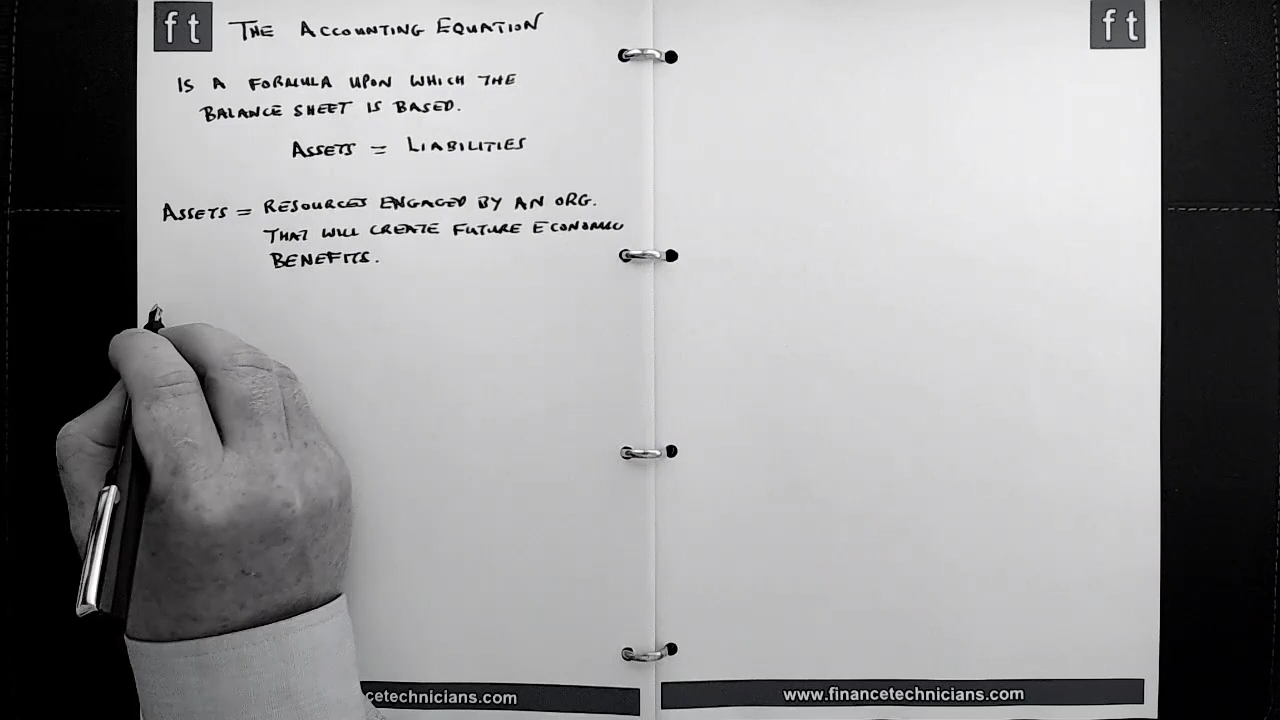 ft THE ACCOUNTING EQUATION ft
IS A FORMULA UPON WHICH THE
BALANCE SHEET IS BASED.
ASSETS = LIABILITIES
ASSETS = RESOURCES ENGAGED BY AN ORG.
THAT WILL CREATE FUTURE ECONOMIC
BENEFITS.
cetechnicians.com
www.financetechnicians.com